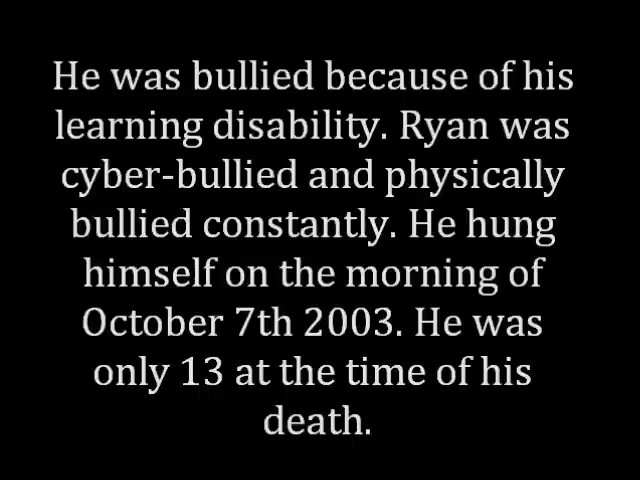 He was bullied because of his
learning disability. Ryan was
cyber-bullied and physically
bullied constantly. He hung
himself on the morning of
October 7th 2003. He was
only 13 at the time of his
death.